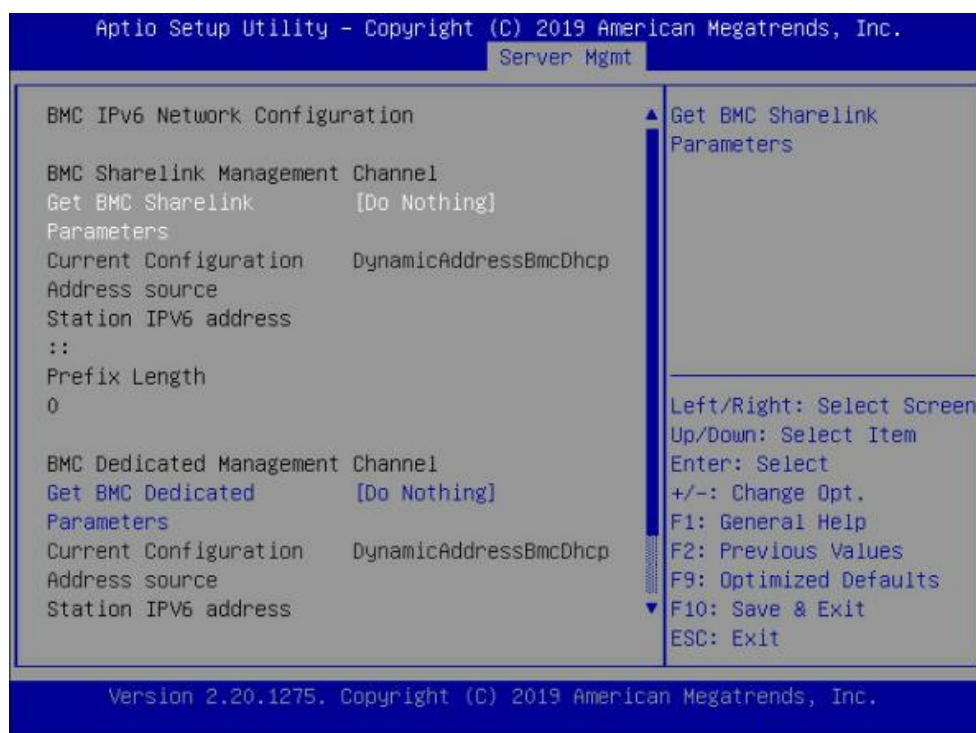 Aptio Setup Utility – Copyright (C) 2019 American Megatrends, Inc.
Server Mgmt
BMC IPv6 Network Configuration
BMC Sharelink Management Channel
Get BMC Sharelink [Do Nothing]
Parameters
Current Configuration DynamicAddressBmcDhcp
Address source
Station IPV6 address
::
Prefix Length
0
BMC Dedicated Management Channel
Get BMC Dedicated [Do Nothing]
Parameters
Current Configuration DynamicAddressBmcDhcp
Address source
Station IPV6 address
Get BMC Sharelink
Parameters
Left/Right: Select Screen
Up/Down: Select Item
Enter: Select
+/-: Change Opt.
F1: General Help
F2: Previous Values
F9: Optimized Defaults
F10: Save & Exit
ESC: Exit
Version 2.20.1275. Copyright (C) 2019 American Megatrends, Inc.